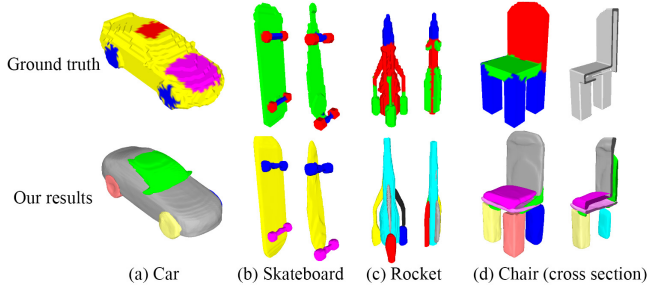 Ground truth
Our results
(a) Car (b) Skateboard (c) Rocket (d) Chair (cross section)